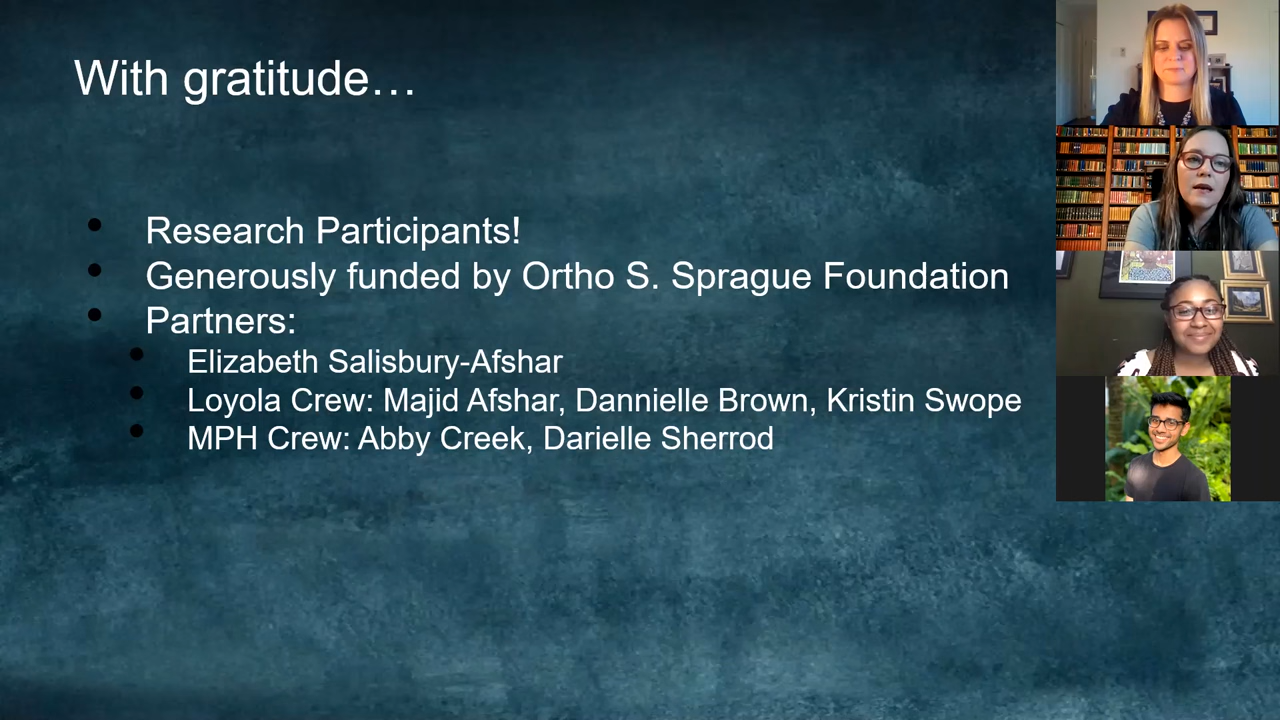 With gratitude…
Research Participants!
Generously funded by Ortho S. Sprague Foundation
Partners:
Elizabeth Salisbury-Afshar
Loyola Crew: Majid Afshar, Dannielle Brown, Kristin Swope
MPH Crew: Abby Creek, Darielle Sherrod